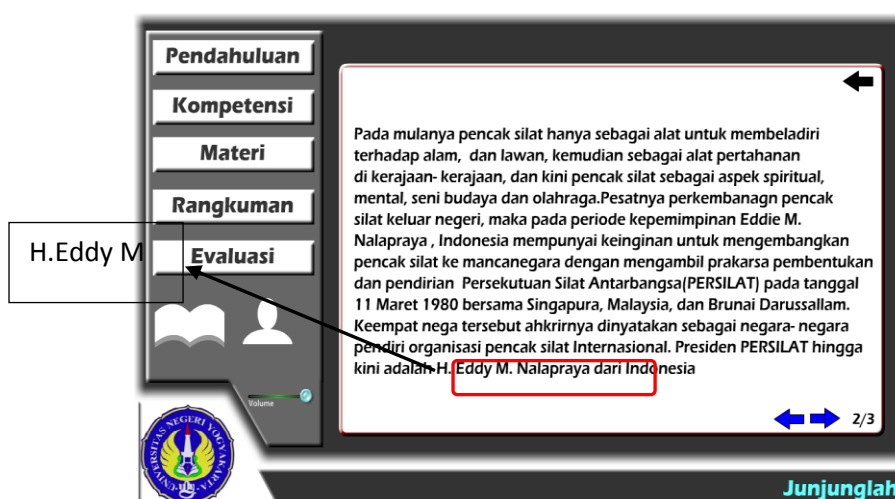 Pendahuluan
Kompetensi
Materi
Rangkuman
Evaluasi
H.Eddy M
Volume
Pada mulanya pencak silat hanya sebagai alat untuk membeladiri
terhadap alam, dan lawan, kemudian sebagai alat pertahanan
di kerajaan- kerajaan, dan kini pencak silat sebagai aspek spiritual,
mental, seni budaya dan olahraga.Pesatnya perkembanagn pencak
silat keluar negeri, maka pada periode kepemimpinan Eddie M.
Nalapraya , Indonesia mempunyai keinginan untuk mengembangkan
pencak silat ke mancanegara dengan mengambil prakarsa pembentukan
dan pendirian Persekutuan Silat Antarbangsa(PERSILAT) pada tanggal
11 Maret 1980 bersama Singapura, Malaysia, dan Brunai Darussallam.
Keempat nega tersebut ahkrirnya dinyatakan sebagai negara- negara
pendiri organisasi pencak silat Internasional. Presiden PERSILAT hingga
kini adalah H. Eddy M. Nalapraya dari Indonesia
2/3
UNIVERSITAS NEGERI YOGYAKARTA
Junjunglah